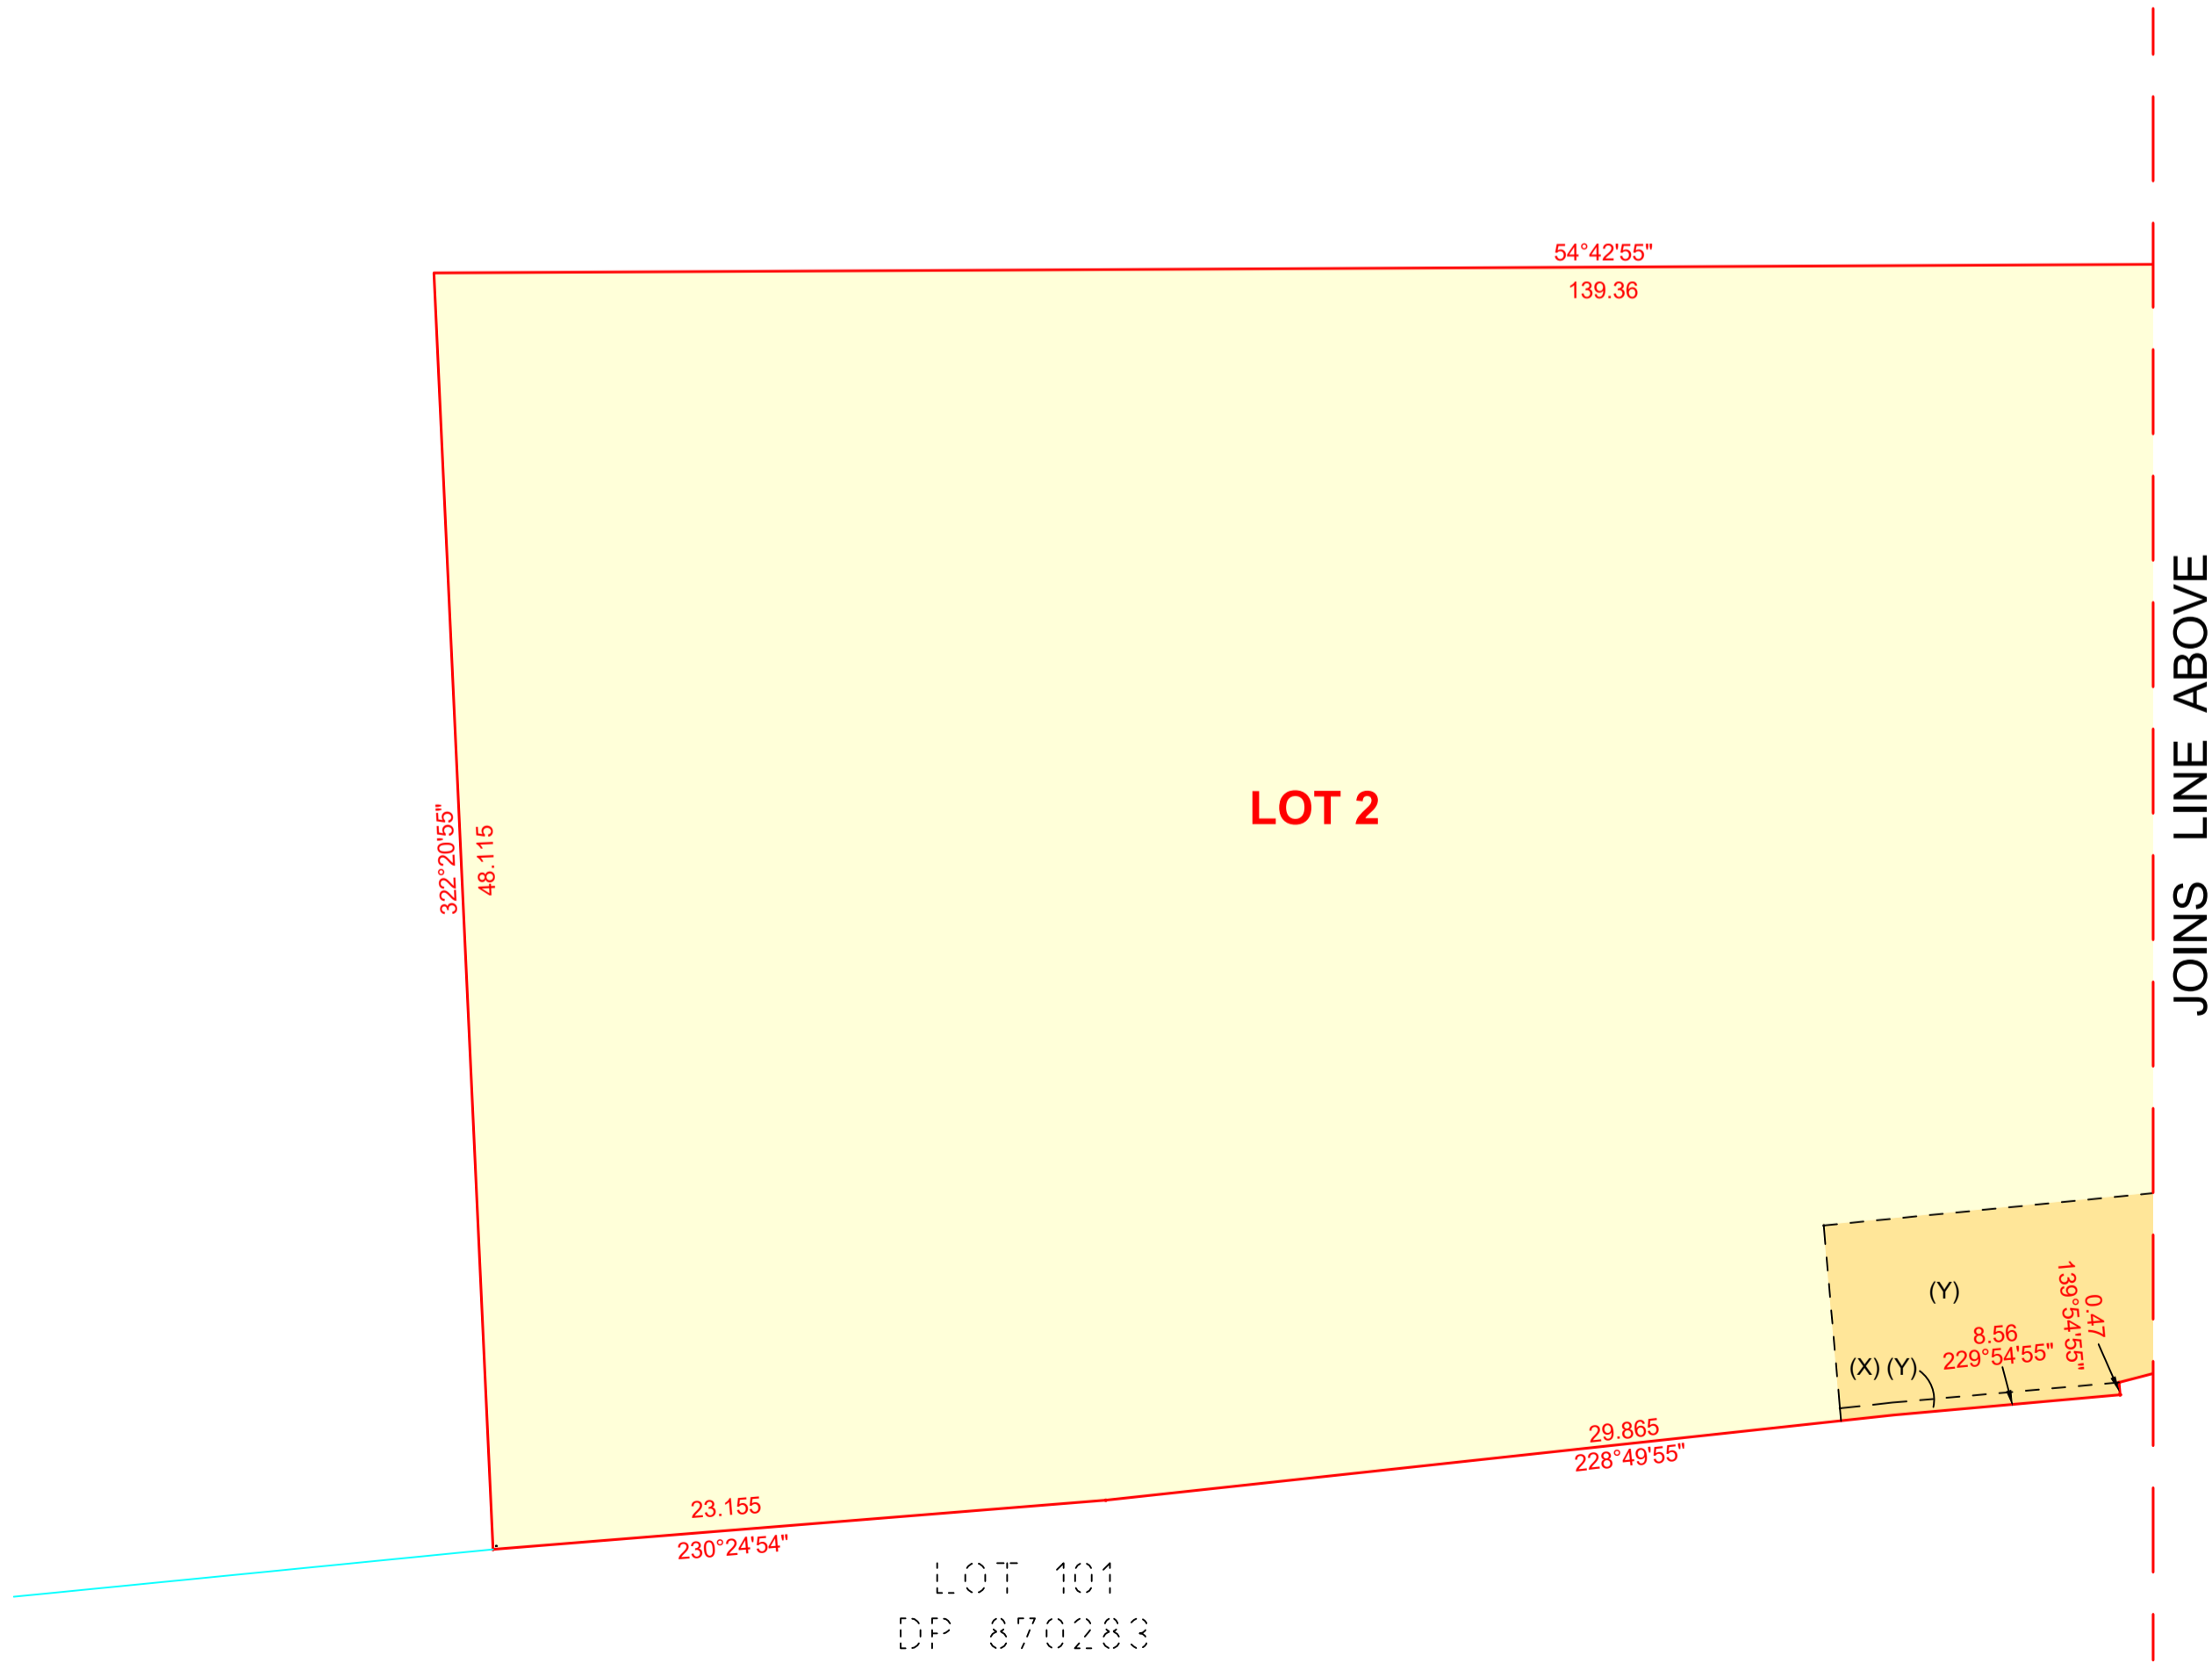 54°42'55"
139.36
JOINS LINE ABOVE
LOT 2
322°20'55"
48.115
(Y)
139°54'55"
0.47
8.56
229°54'55"
(X) (Y)
29.865
228°49'55"
23.155
230°24'54"
LOT 101
DP 870283